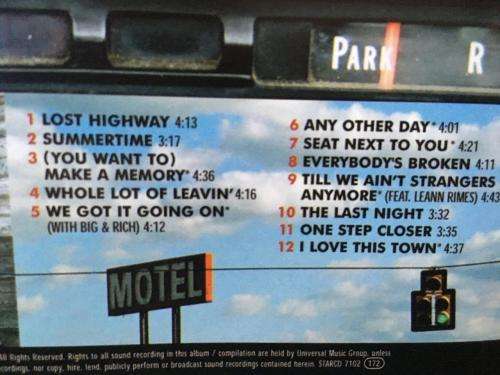 PARK R
1 LOST HIGHWAY 4:13
2 SUMMERTIME 3:17
3 (YOU WANT TO)
MAKE A MEMORY* 4:36
4 WHOLE LOT OF LEAVIN' 4:16
5 WE GOT IT GOING ON*
(WITH BIG & RICH) 4:12
6 ANY OTHER DAY* 4:01
7 SEAT NEXT TO YOU* 4:21
8 EVERYBODY'S BROKEN 4:11
9 TILL WE AIN'T STRANGERS
ANYMORE* (FEAT. LEANN RIMES) 4:43
10 THE LAST NIGHT 3:32
11 ONE STEP CLOSER 3:35
12 I LOVE THIS TOWN* 4:37
MOTEL
All Rights Reserved. Rights to all sound recording in this album / compilation are held by Universal Music Group, unless
recordings, nor copy, hire, lend, publicly perform or broadcast sound recordings contained herein. STARCD 7102 172